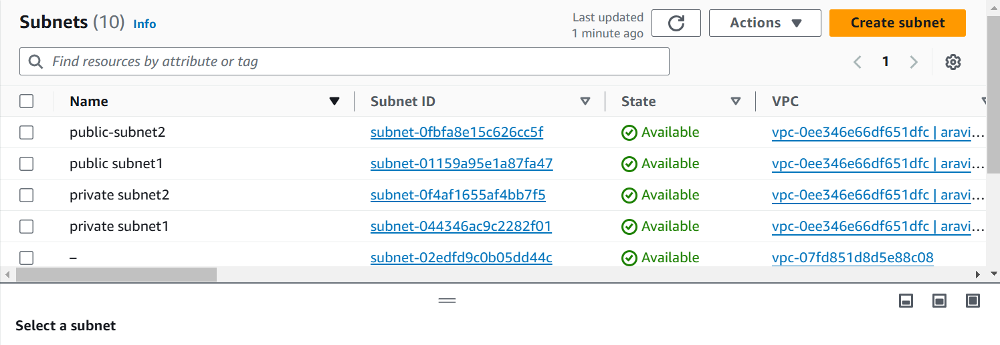 Subnets (10) Info
Last updated
1 minute ago
Actions
Create subnet
Find resources by attribute or tag
1
Name Subnet ID State VPC
public-subnet2 subnet-0fbfa8e15c626cc5f Available vpc-0ee346e66df651dfc | aravi...
public subnet1 subnet-01159a95e1a87fa47 Available vpc-0ee346e66df651dfc | aravi...
private subnet2 subnet-0f4af1655af4bb7f5 Available vpc-0ee346e66df651dfc | aravi...
private subnet1 subnet-044346ac9c2282f01 Available vpc-0ee346e66df651dfc | aravi...
– subnet-02edfd9c0b05dd44c Available vpc-07fd851d8d5e88c08
Select a subnet